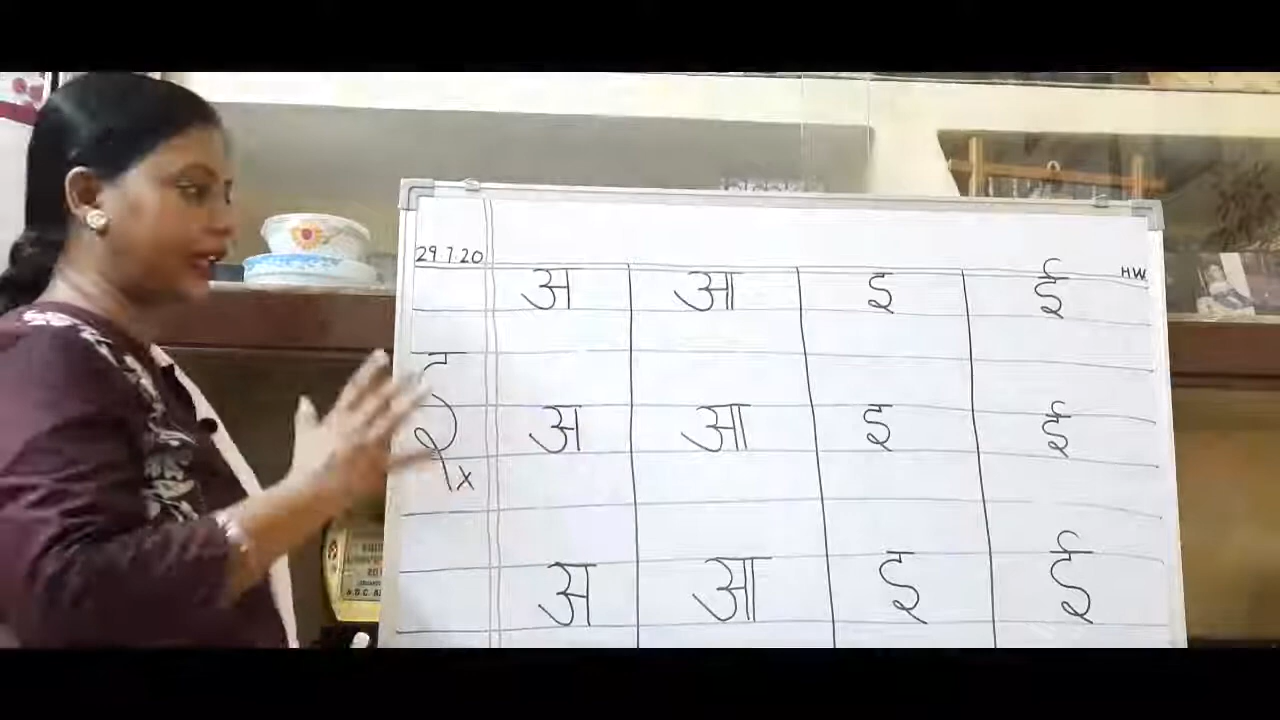 29.7.20
अ आ इ ई HW
अ आ इ ई
x
अ आ इ ई